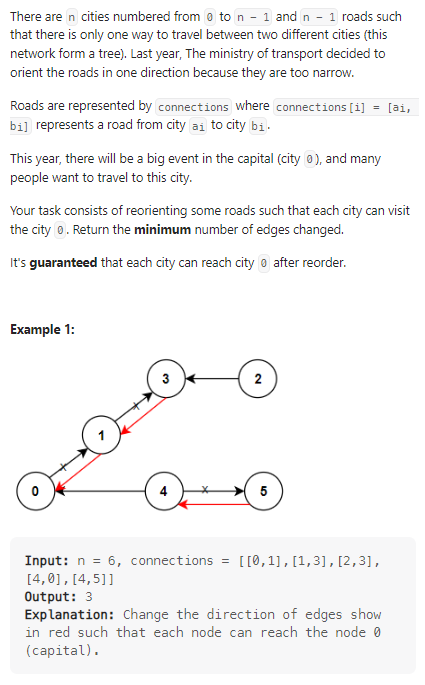 There are n cities numbered from 0 to n - 1 and n - 1 roads such
that there is only one way to travel between two different cities (this
network form a tree). Last year, The ministry of transport decided to
orient the roads in one direction because they are too narrow.
Roads are represented by connections where connections[i] = [ai,
bi] represents a road from city ai to city bi.
This year, there will be a big event in the capital (city 0), and many
people want to travel to this city.
Your task consists of reorienting some roads such that each city can visit
the city 0. Return the minimum number of edges changed.
It's guaranteed that each city can reach city 0 after reorder.
Example 1:
3
2
1
0
4
x
5
Input: n = 6, connections = [[0,1],[1,3],[2,3],
[4,0],[4,5]]
Output: 3
Explanation: Change the direction of edges show
in red such that each node can reach the node 0
(capital).